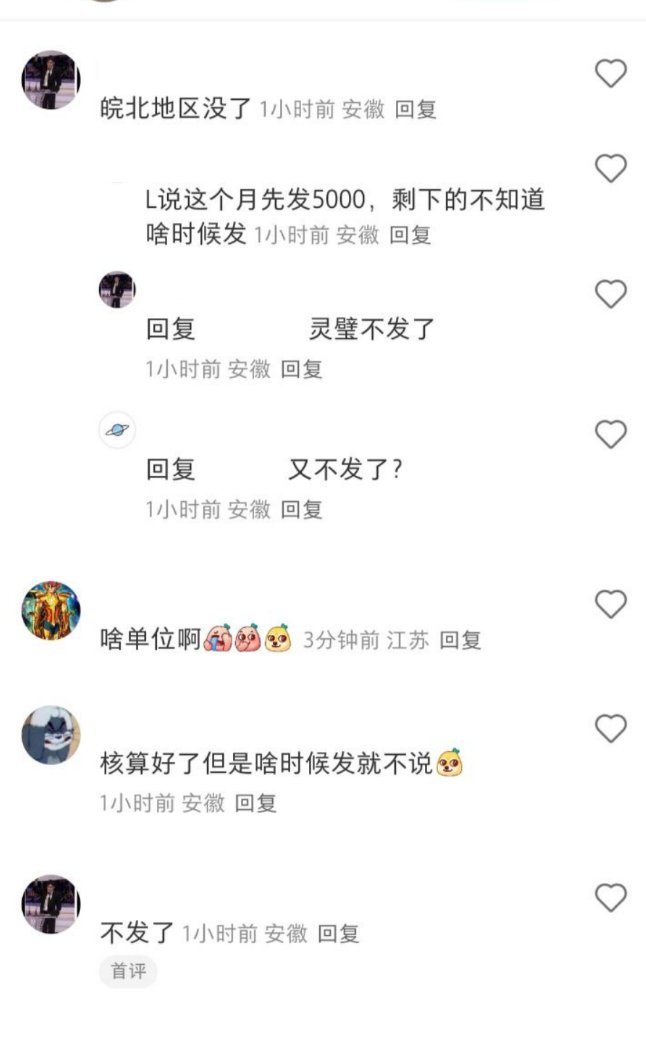 皖北地区没了 1小时前 安徽 回复
L说这个月先发5000，剩下的不知道
啥时候发 1小时前 安徽 回复
回复 灵璧不发了
1小时前 安徽 回复
回复 又不发了?
1小时前 安徽 回复
啥单位啊 3分钟前 江苏 回复
核算好了但是啥时候发就不说
1小时前 安徽 回复
不发了 1小时前 安徽 回复
首评